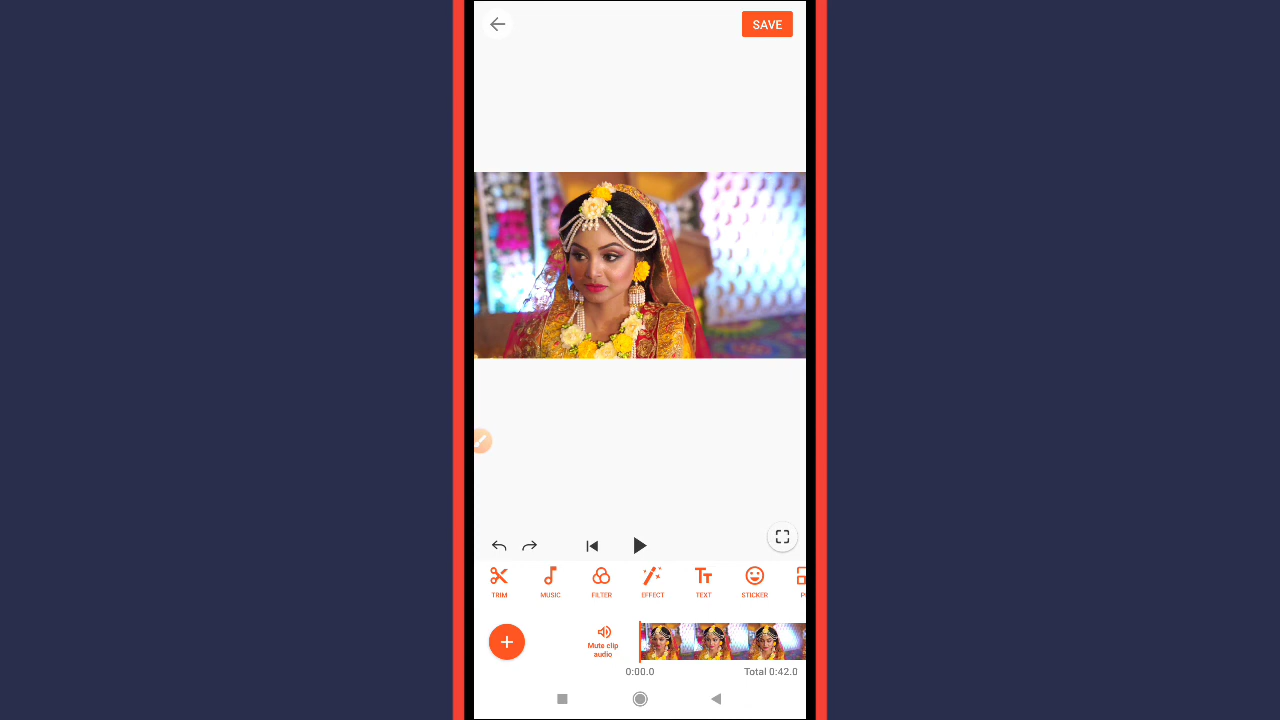 SAVE
TRIM MUSIC FILTER EFFECT TEXT STICKER
Mute clip
audio
0:00.0 Total 0:42.0